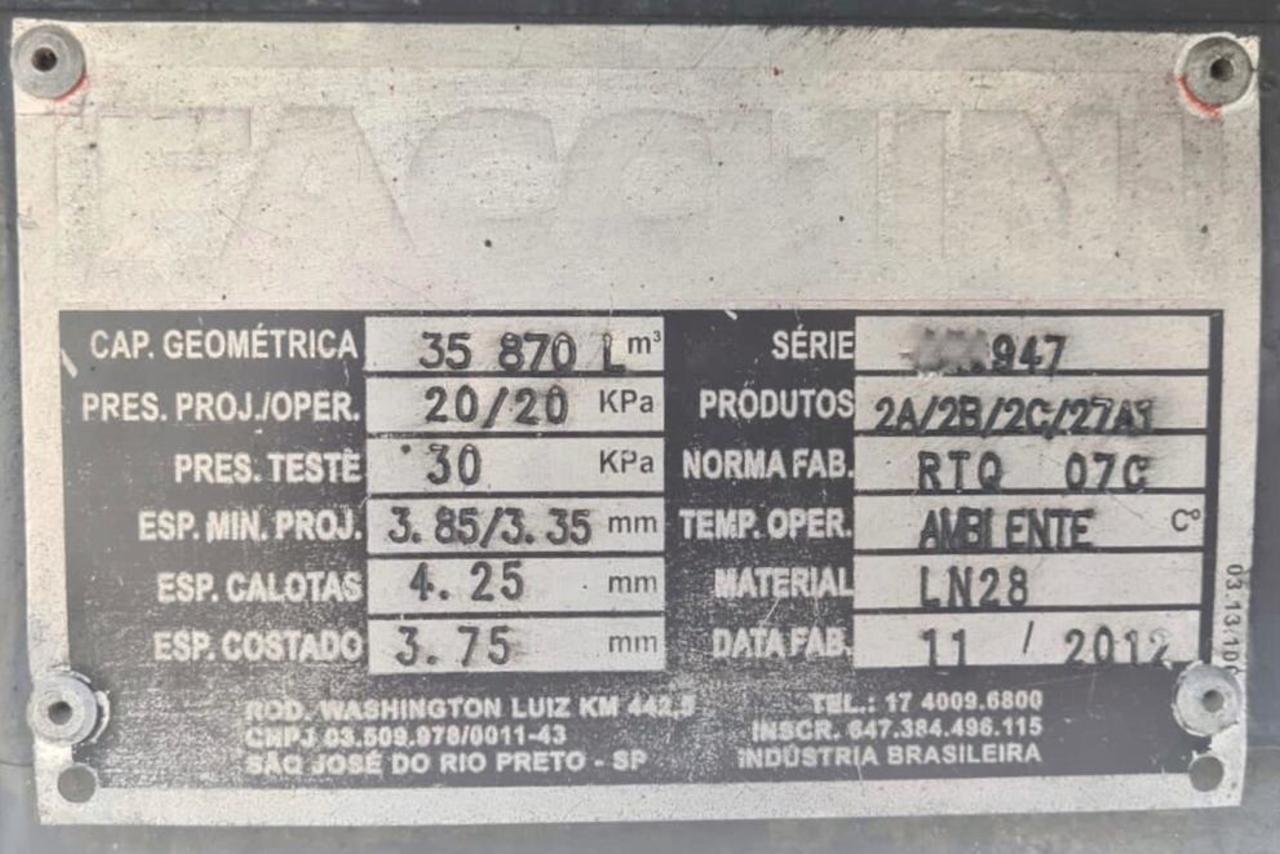 FACCHINI
CAP. GEOMÉTRICA 35 870 L m³
PRES. PROJ./OPER. 20/20 KPa
PRES. TESTE 30 KPa
ESP. MIN. PROJ. 3.85/3.35 mm
ESP. CALOTAS 4.25 mm
ESP. COSTADO 3.75 mm
SÉRIE 947
PRODUTOS 2A/2B/2C/27A1
NORMA FAB. RTQ 07C
TEMP. OPER. AMBIENTE Cº
MATERIAL LN28
DATA FAB. 11 / 2012
ROD. WASHINGTON LUIZ KM 442,5
CNPJ 03.509.978/0011-43
SÃO JOSÉ DO RIO PRETO - SP
TEL.: 17 4009.6800
INSCR. 647.384.496.115
INDÚSTRIA BRASILEIRA